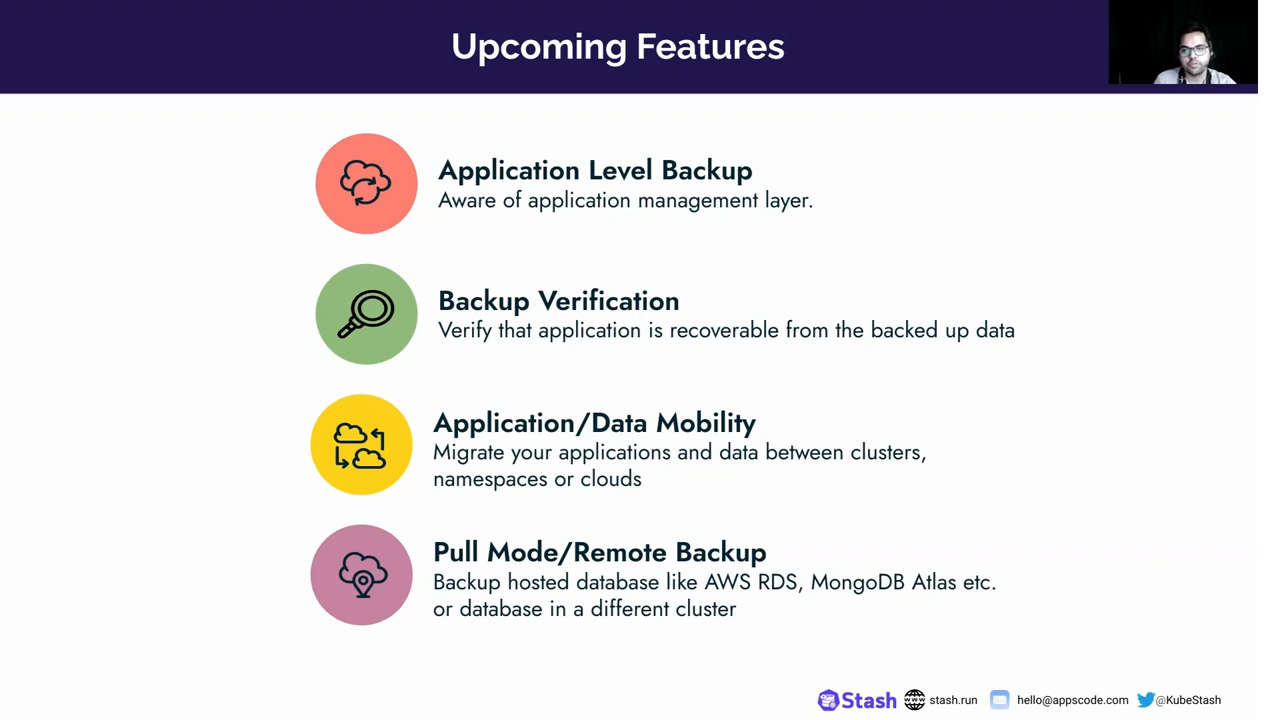 Upcoming Features
Application Level Backup
Aware of application management layer.
Backup Verification
Verify that application is recoverable from the backed up data
Application/Data Mobility
Migrate your applications and data between clusters,
namespaces or clouds
Pull Mode/Remote Backup
Backup hosted database like AWS RDS, MongoDB Atlas etc.
or database in a different cluster
Stash stash.run hello@appscode.com @KubeStash